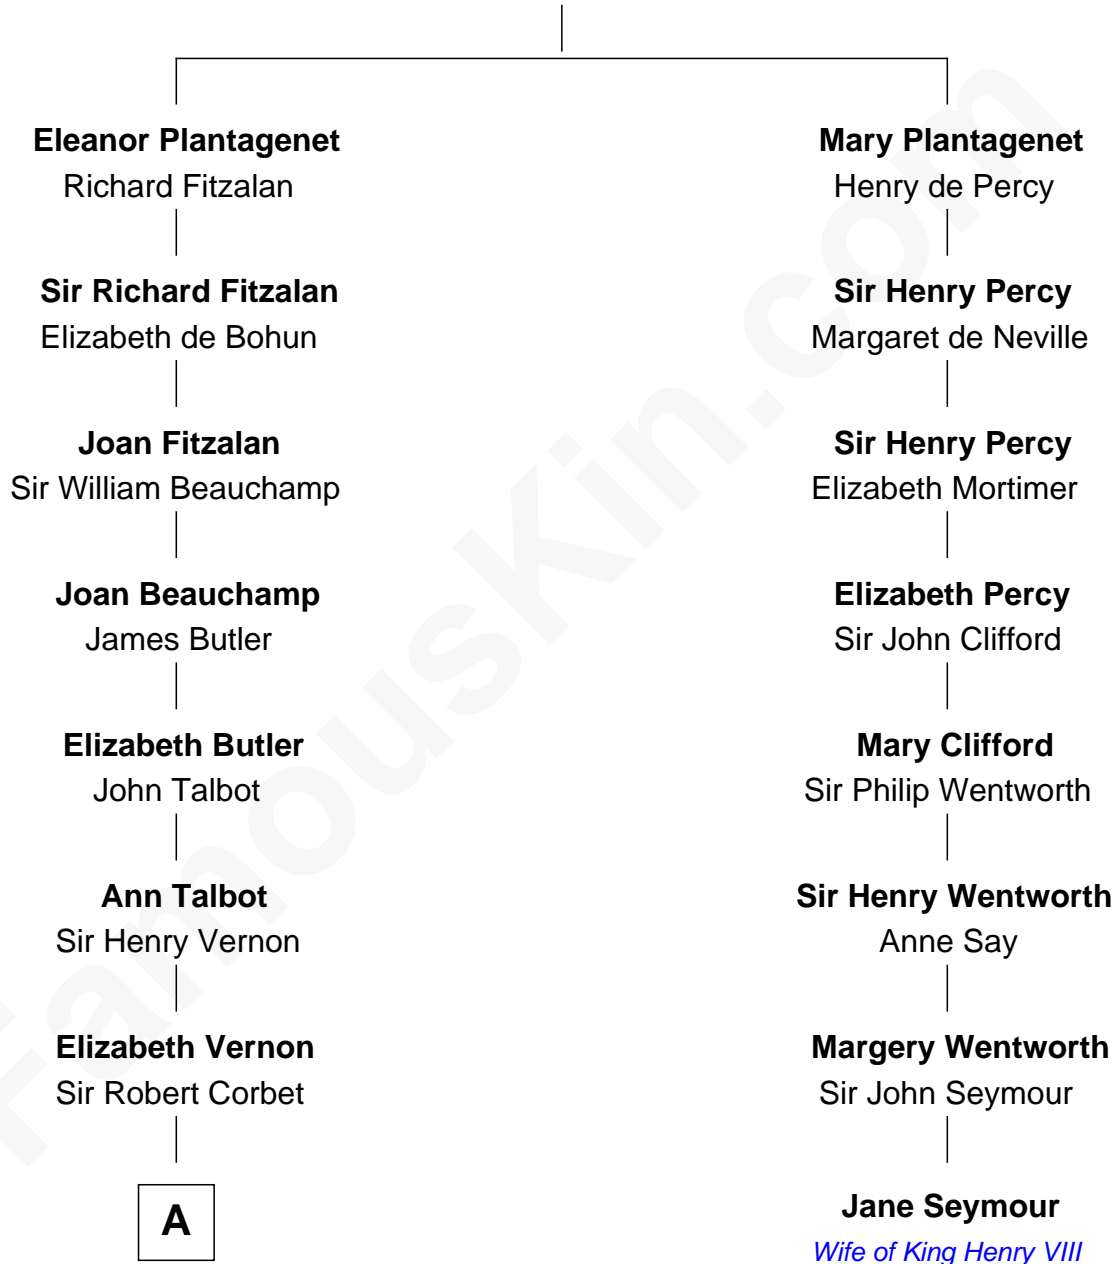 Eleanor Plantagenet
Richard Fitzalan
Sir Richard Fitzalan
Elizabeth de Bohun
Joan Fitzalan
Sir William Beauchamp
Joan Beauchamp
James Butler
Elizabeth Butler
John Talbot
Ann Talbot
Sir Henry Vernon
Elizabeth Vernon
Sir Robert Corbet
A
Mary Plantagenet
Henry de Percy
Sir Henry Percy
Margaret de Neville
Sir Henry Percy
Elizabeth Mortimer
Elizabeth Percy
Sir John Clifford
Mary Clifford
Sir Philip Wentworth
Sir Henry Wentworth
Anne Say
Margery Wentworth
Sir John Seymour
Jane Seymour
Wife of King Henry VIII
FamousKin.com